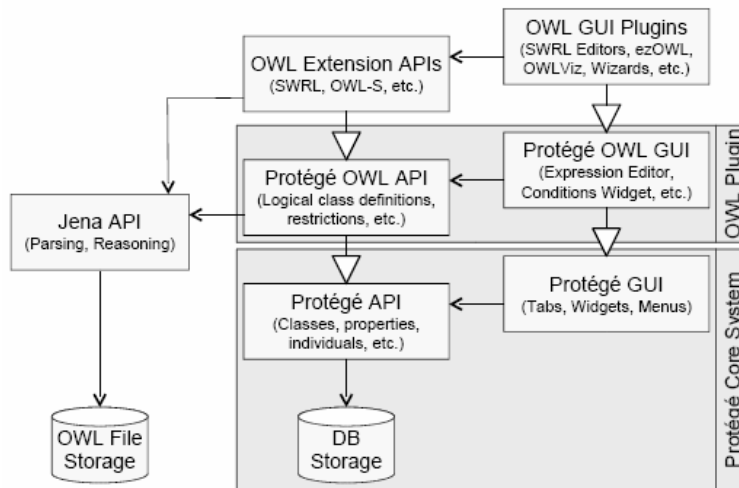 OWL GUI Plugins
(SWRL Editors, ezOWL,
OWLViz, Wizards, etc.)
OWL Extension APIs
(SWRL, OWL-S, etc.)
Protégé OWL API
(Logical class definitions,
restrictions, etc.)
Protégé OWL GUI
(Expression Editor,
Conditions Widget, etc.)
OWL Plugin
Jena API
(Parsing, Reasoning)
Protégé API
(Classes, properties,
individuals, etc.)
Protégé GUI
(Tabs, Widgets, Menus)
Protégé Core System
OWL File
Storage
DB
Storage